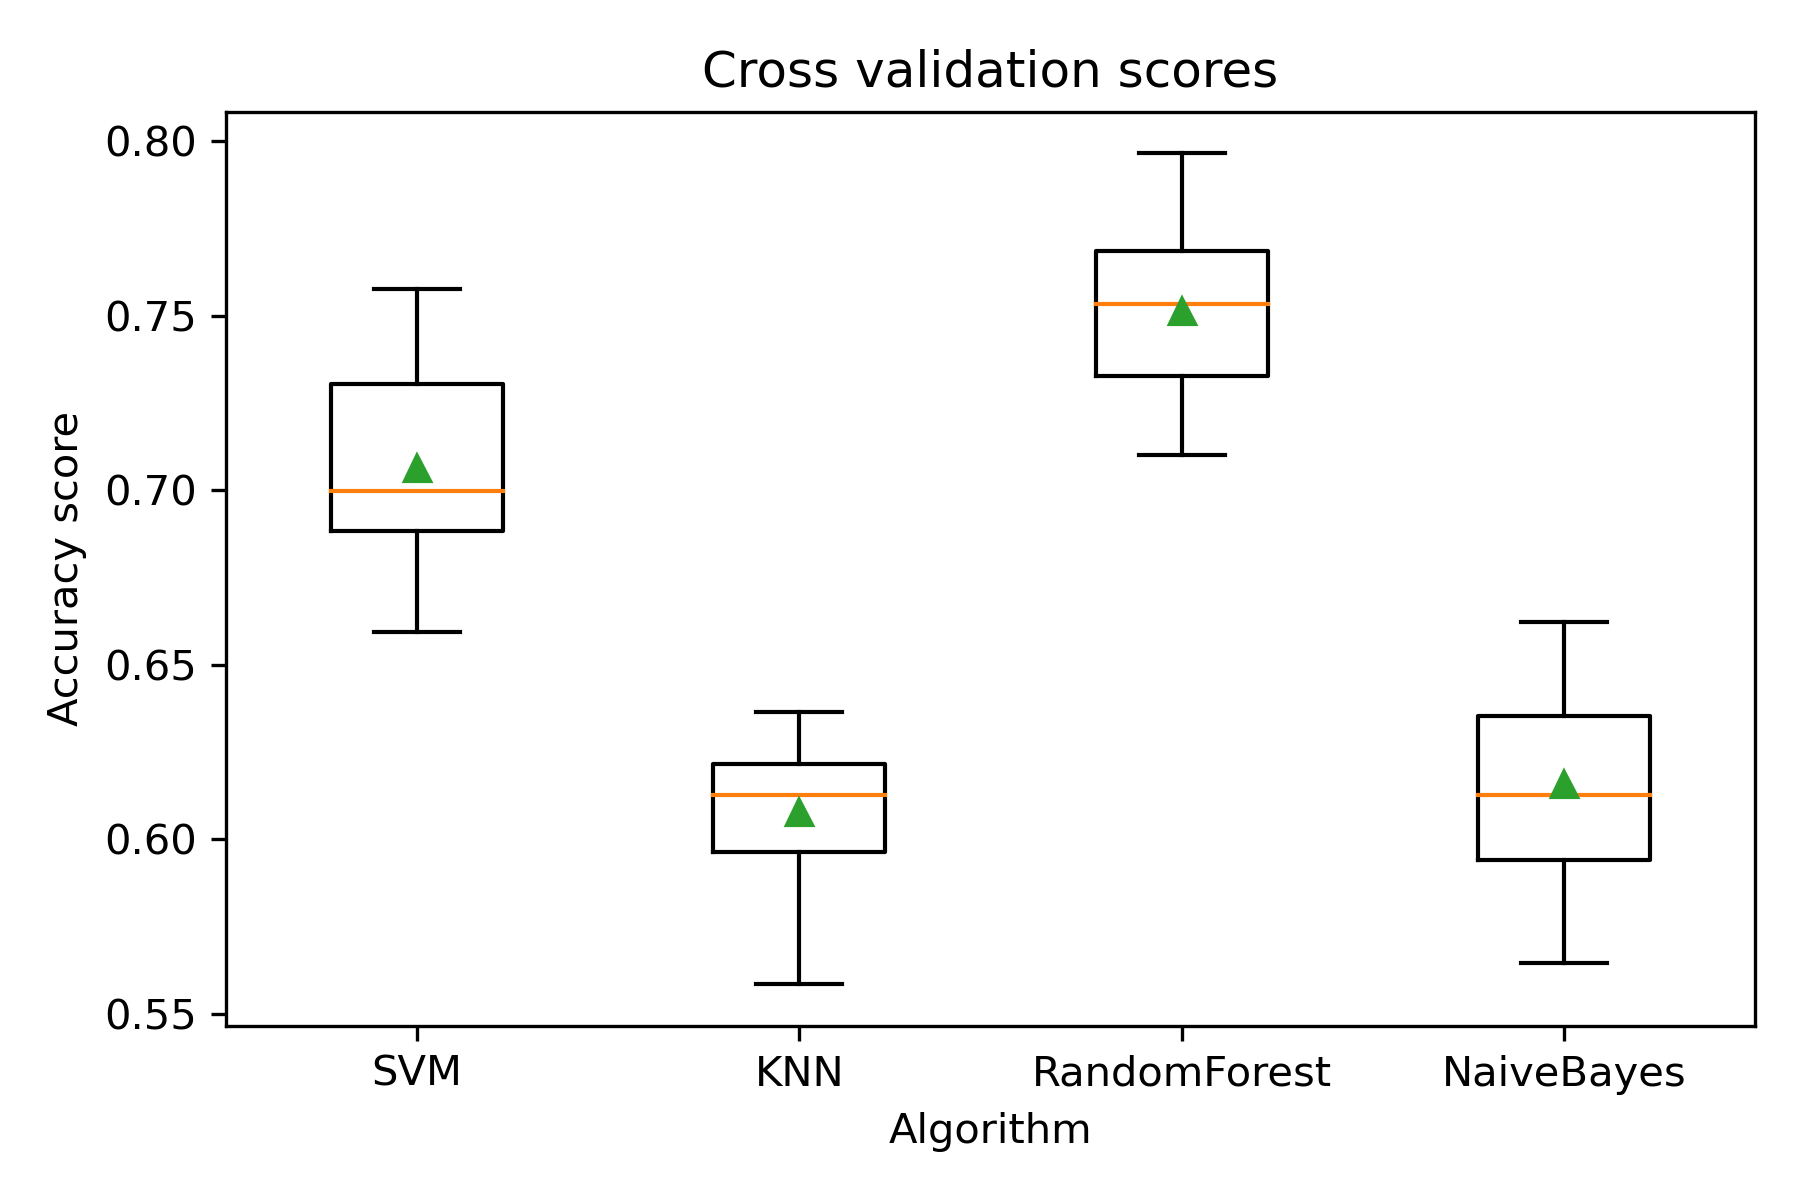 Cross validation scores
Accuracy score
0.80
0.75
0.70
0.65
0.60
0.55
SVM KNN RandomForest NaiveBayes
Algorithm